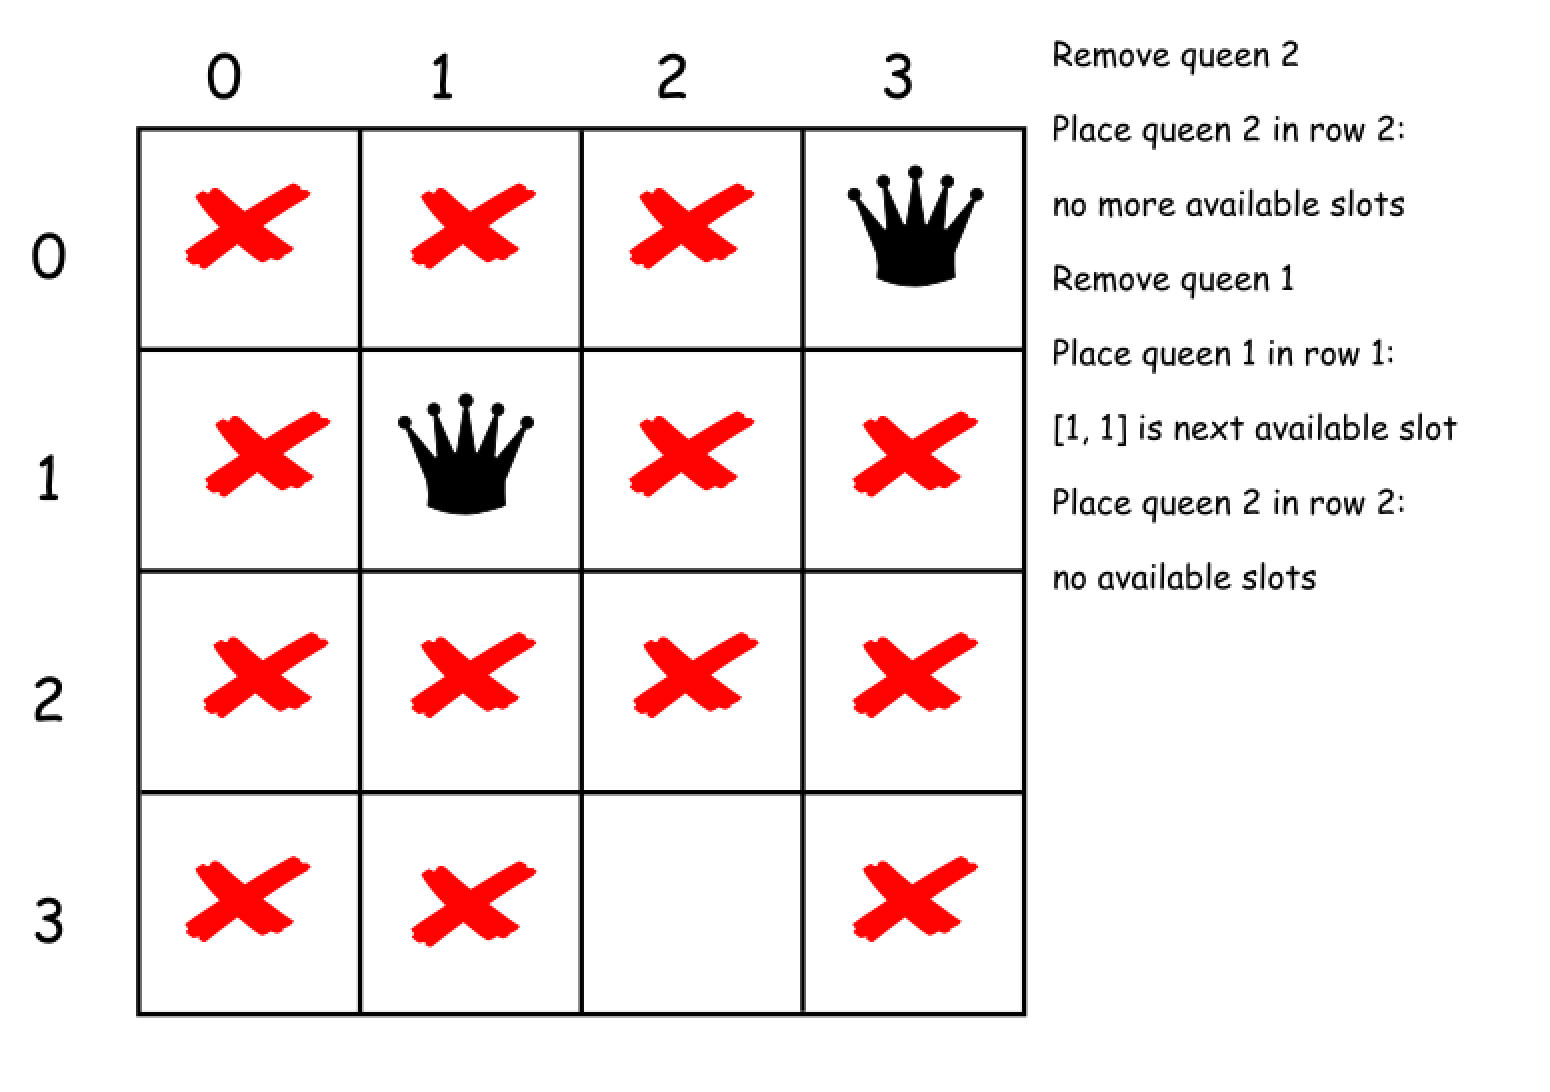 0 1 2 3
0
1
2
3
Remove queen 2
Place queen 2 in row 2:
no more available slots
Remove queen 1
Place queen 1 in row 1:
[1, 1] is next available slot
Place queen 2 in row 2:
no available slots